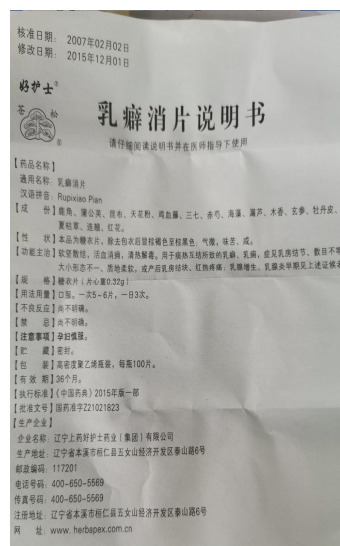 核准日期: 2007年02月02日
修改日期: 2015年12月01日
好护士®
苍 松
®
乳癖消片说明书
请仔细阅读说明书并在医师指导下使用
【药品名称】
通用名称: 乳癖消片
汉语拼音: Rupixiao Pian
【成 份】鹿角、蒲公英、昆布、天花粉、鸡血藤、三七、赤芍、海藻、漏芦、木香、玄参、牡丹皮、
夏枯草、连翘、红花。
【性 状】本品为糖衣片, 除去包衣后显棕褐色至棕黑色, 气微, 味苦、咸。
【功能主治】软坚散结, 活血消痈, 清热解毒。用于痰热互结所致的乳癖、乳痈, 症见乳房结节、数目不等
大小形态不一、质地柔软, 或产后乳房结块、红热疼痛; 乳腺增生、乳腺炎早期见上述证候者
【规 格】糖衣片 (片心重0.32g)
【用法用量】口服。一次5~6片, 一日3次。
【不良反应】尚不明确。
【禁 忌】尚不明确。
【注意事项】孕妇慎服。
【贮 藏】密封。
【包 装】高密度聚乙烯瓶装, 每瓶100片。
【有 效 期】36个月。
【执行标准】《中国药典》2015年版一部
【批准文号】国药准字Z21021823
【生产企业】
企业名称: 辽宁上药好护士药业(集团)有限公司
生产地址: 辽宁省本溪市桓仁县五女山经济开发区泰山路6号
邮政编码: 117201
电话号码: 400-650-5569
传真号码: 400-650-5569
注册地址: 辽宁省本溪市桓仁县五女山经济开发区泰山路6号
网 址: www.herbapex.com.cn